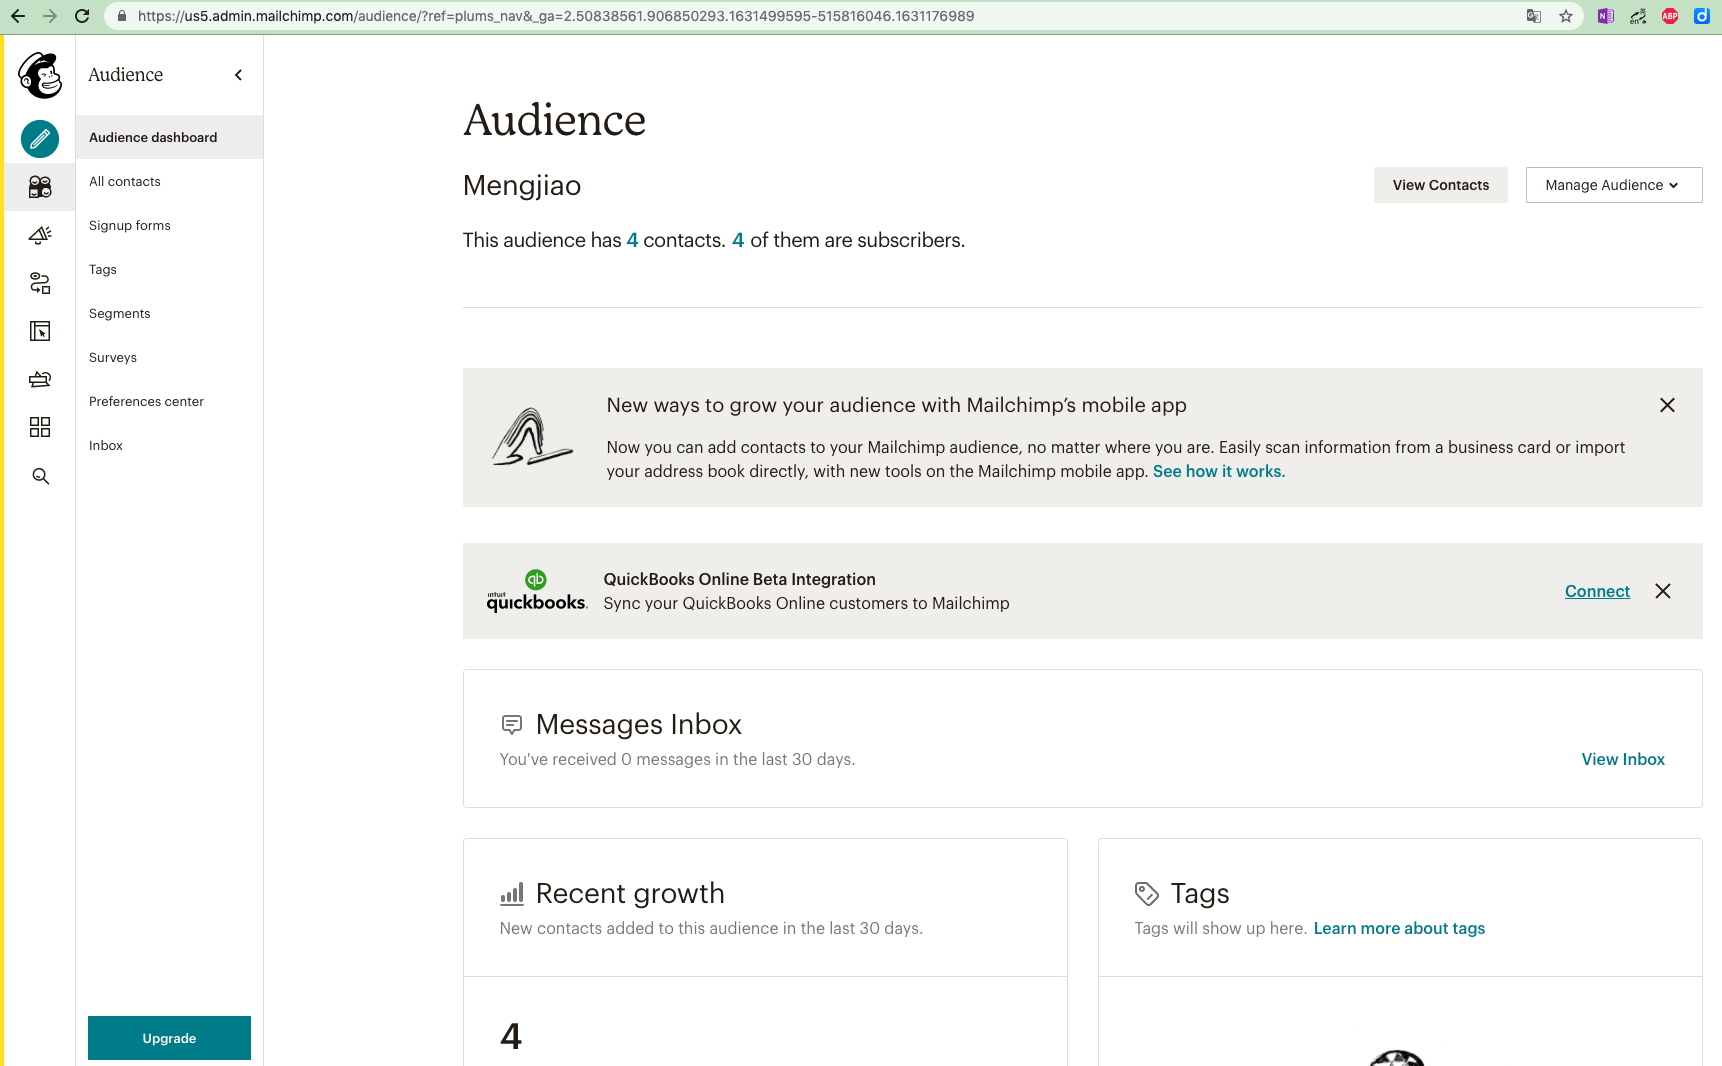 https://us5.admin.mailchimp.com/audience/?ref=plums_nav&_ga=2.50838561.906850293.1631499595-515816046.1631176989
N
en
ABP
d
Audience
Audience dashboard
All contacts
Signup forms
Tags
Segments
Surveys
Preferences center
Inbox
Upgrade
Audience
Mengjiao
View Contacts
Manage Audience
This audience has 4 contacts. 4 of them are subscribers.
New ways to grow your audience with Mailchimp’s mobile app
Now you can add contacts to your Mailchimp audience, no matter where you are. Easily scan information from a business card or import
your address book directly, with new tools on the Mailchimp mobile app. See how it works.
qb
intuit
quickbooks.
QuickBooks Online Beta Integration
Sync your QuickBooks Online customers to Mailchimp
Connect
Messages Inbox
You've received 0 messages in the last 30 days.
View Inbox
Recent growth
New contacts added to this audience in the last 30 days.
4
Tags
Tags will show up here. Learn more about tags